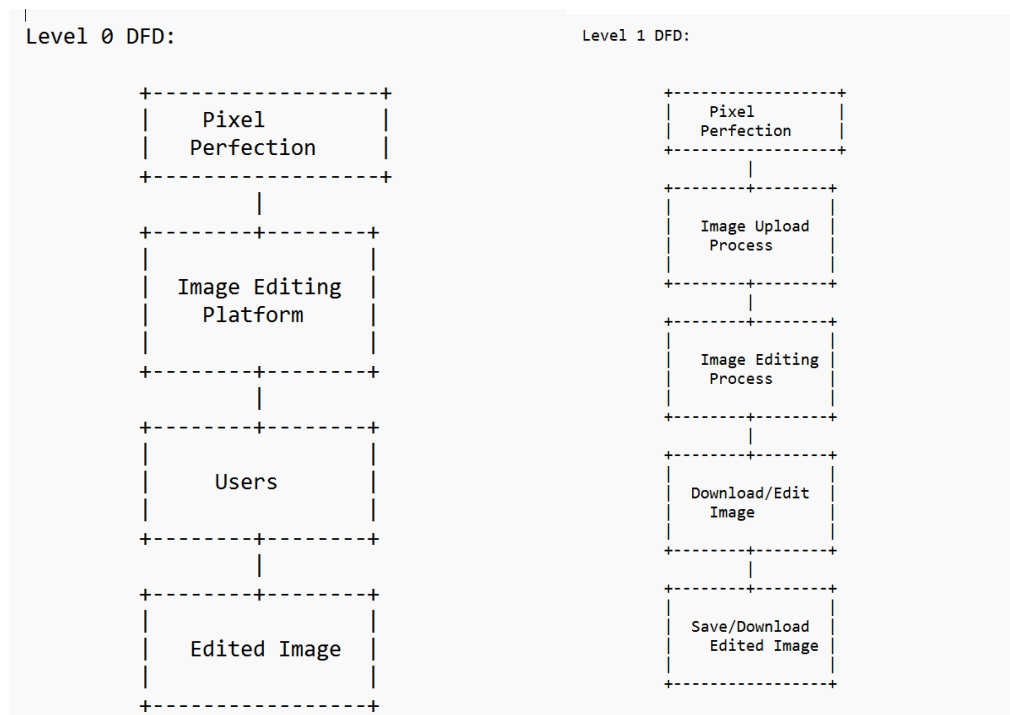 Level 0 DFD:
Pixel
Perfection
Image Editing
Platform
Users
Edited Image
Level 1 DFD:
Pixel
Perfection
Image Upload
Process
Image Editing
Process
Download/Edit
Image
Save/Download
Edited Image